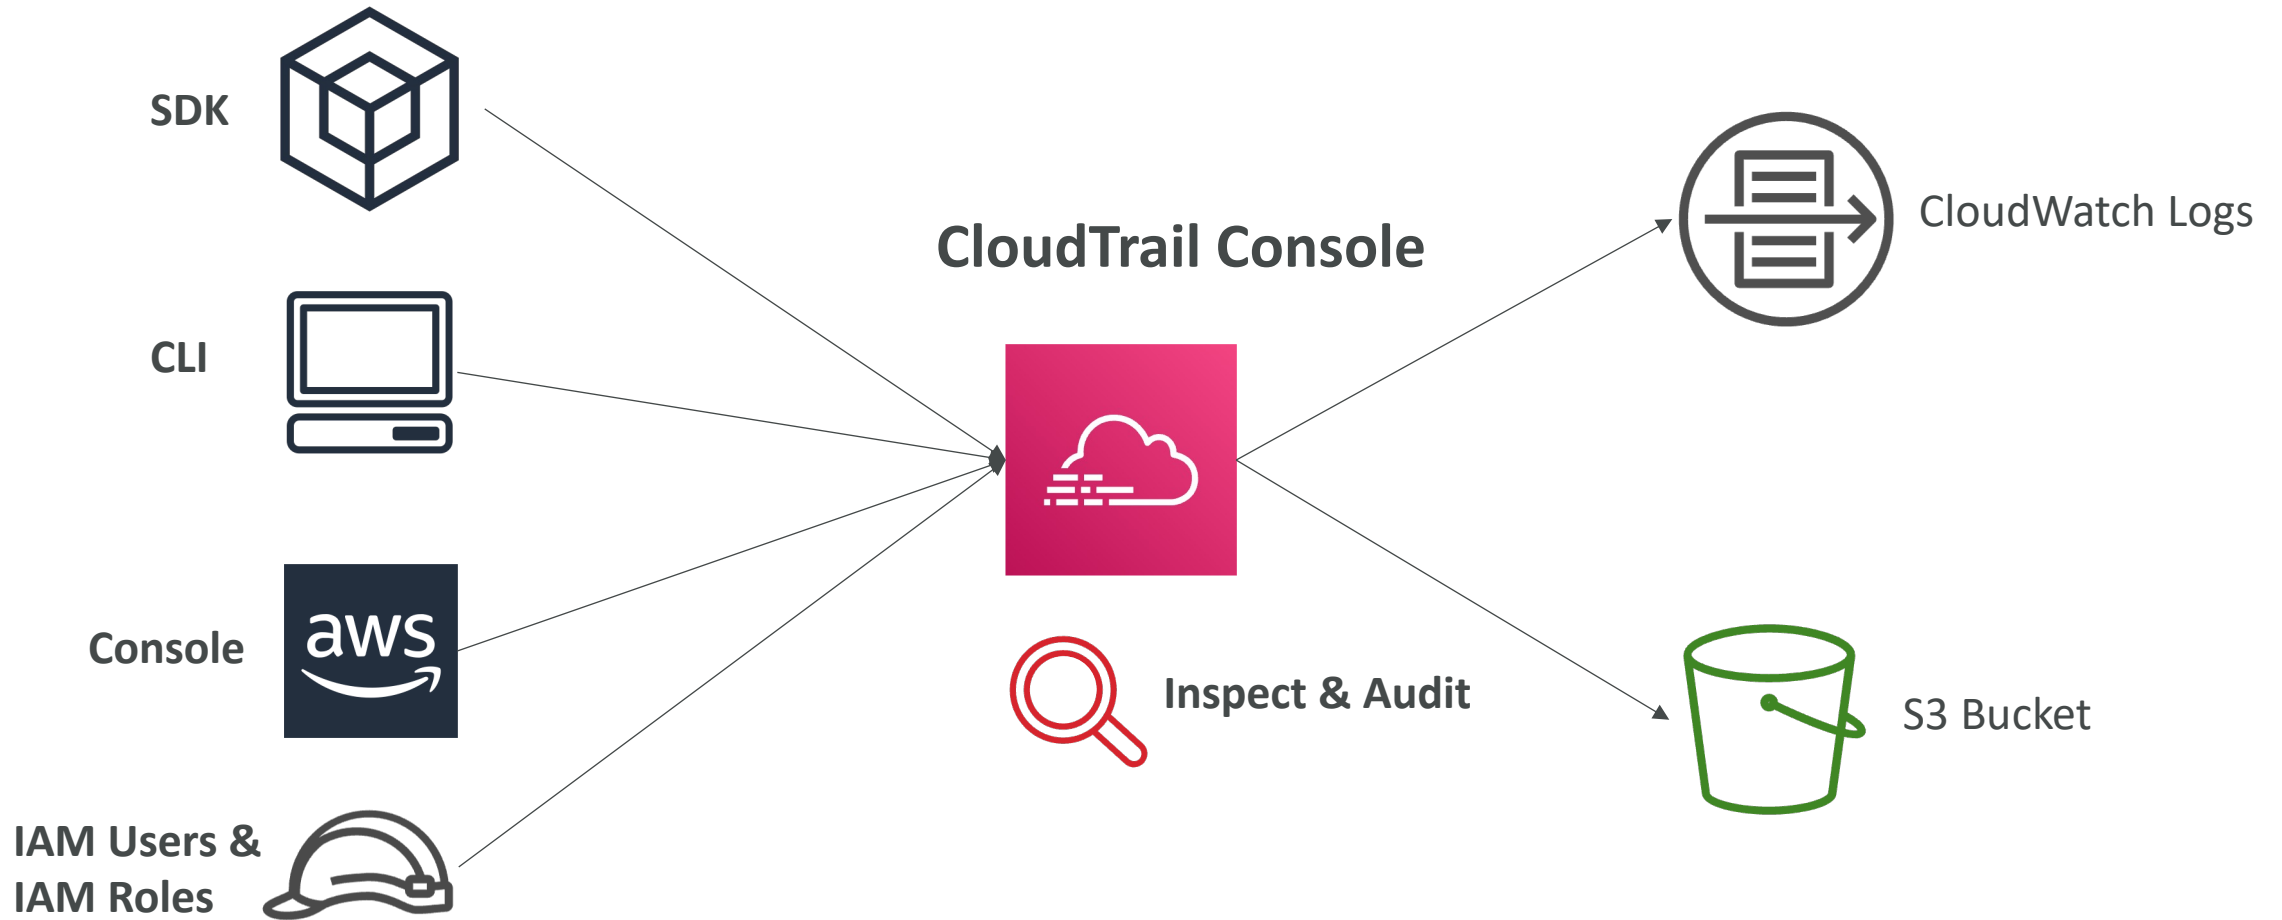 SDK
CLI
Console
aws
IAM Users &
IAM Roles
CloudTrail Console
Inspect & Audit
CloudWatch Logs
S3 Bucket